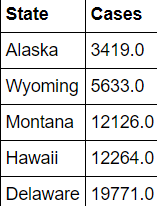 State Cases
Alaska 3419.0
Wyoming 5633.0
Montana 12126.0
Hawaii 12264.0
Delaware 19771.0